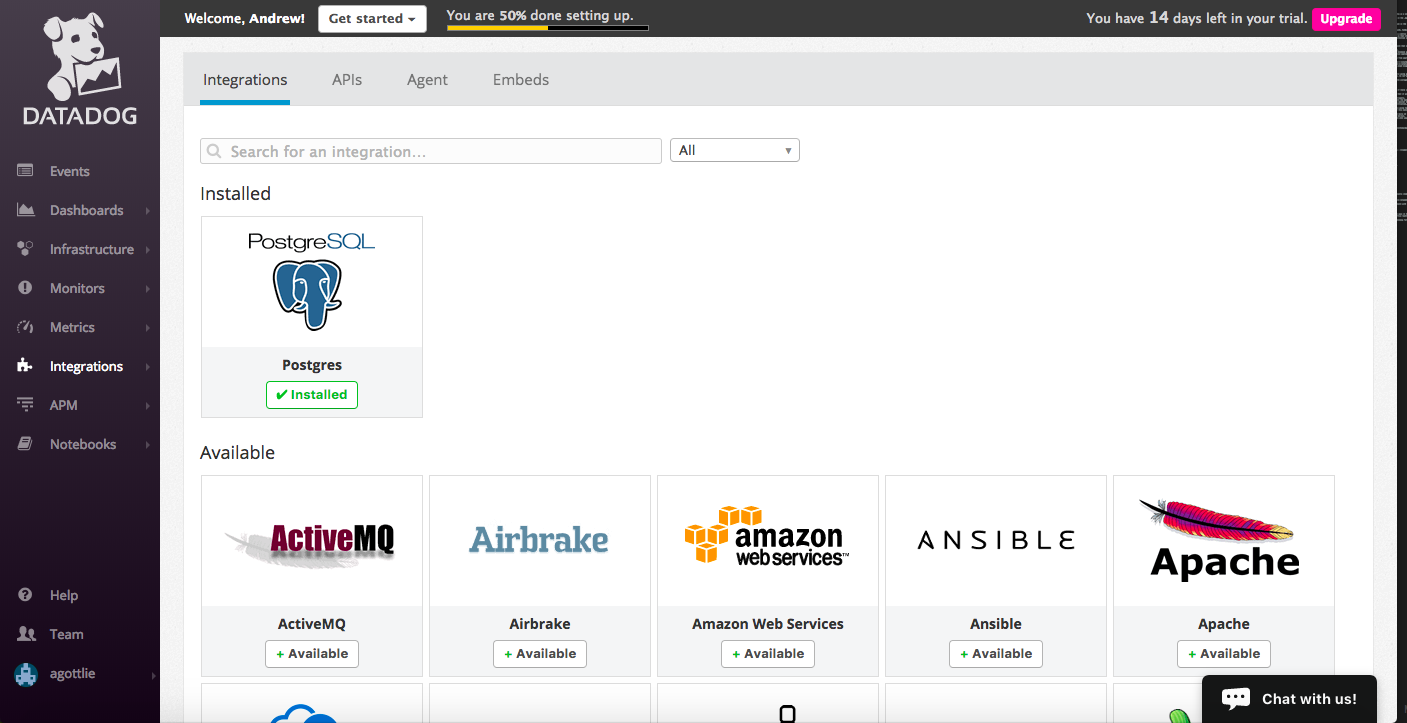 DATADOG
Events
Dashboards
Infrastructure
Monitors
Metrics
Integrations
APM
Notebooks
Help
Team
agottlie
Welcome, Andrew!
Get started
You are 50% done setting up.
You have 14 days left in your trial.
Upgrade
Integrations APIs Agent Embeds
Search for an integration...
All
Installed
PostgreSQL
Postgres
✔ Installed
Available
ActiveMQ
Airbrake
amazon
web services™
ANSIBLE
Apache
ActiveMQ
+ Available
Airbrake
+ Available
Amazon Web Services
+ Available
Ansible
+ Available
Apache
+ Available
Chat with us!